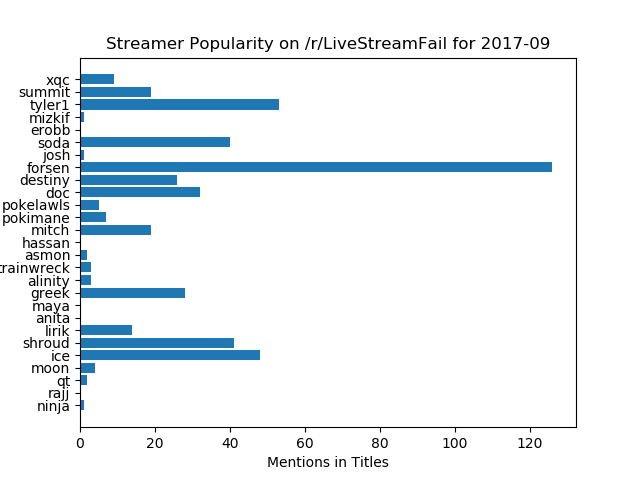 Streamer Popularity on /r/LiveStreamFail for 2017-09
xqc
summit
tyler1
mizkif
erobb
soda
josh
forsen
destiny
doc
pokelawls
pokimane
mitch
hassan
asmon
trainwreck
alinity
greek
maya
anita
lirik
shroud
ice
moon
qt
rajj
ninja
0 20 40 60 80 100 120
Mentions in Titles